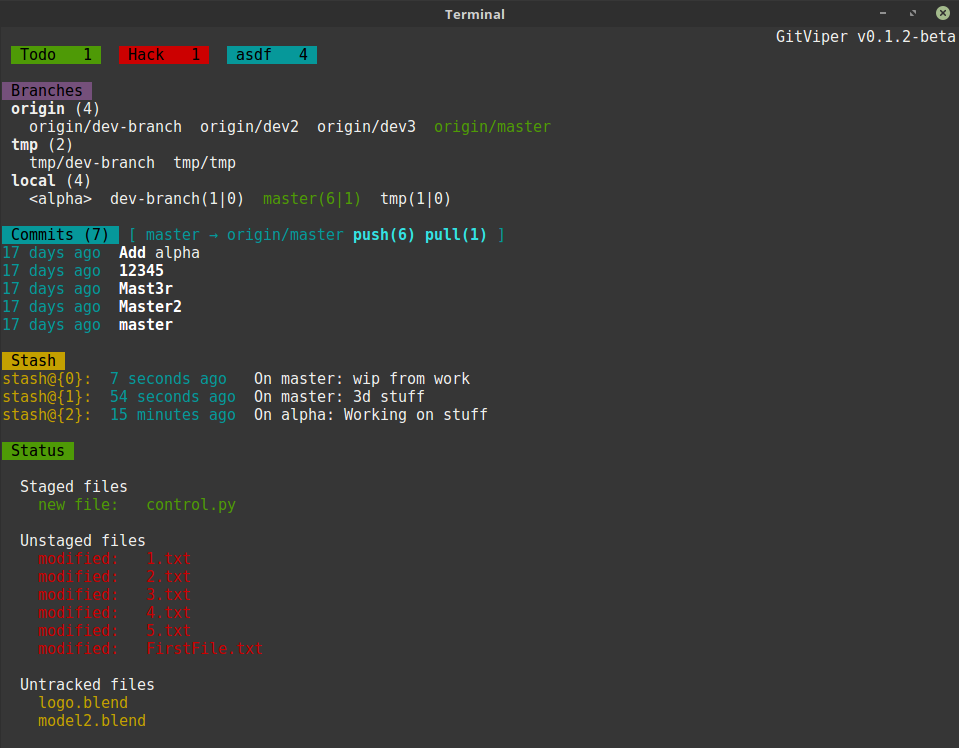 Terminal
GitViper v0.1.2-beta
Todo 1 Hack 1 asdf 4
Branches
origin (4)
origin/dev-branch origin/dev2 origin/dev3 origin/master
tmp (2)
tmp/dev-branch tmp/tmp
local (4)
<alpha> dev-branch(1|0) master(6|1) tmp(1|0)
Commits (7) [ master → origin/master push(6) pull(1) ]
17 days ago Add alpha
17 days ago 12345
17 days ago Mast3r
17 days ago Master2
17 days ago master
Stash
stash@{0}: 7 seconds ago On master: wip from work
stash@{1}: 54 seconds ago On master: 3d stuff
stash@{2}: 15 minutes ago On alpha: Working on stuff
Status
Staged files
new file: control.py
Unstaged files
modified: 1.txt
modified: 2.txt
modified: 3.txt
modified: 4.txt
modified: 5.txt
modified: FirstFile.txt
Untracked files
logo.blend
model2.blend